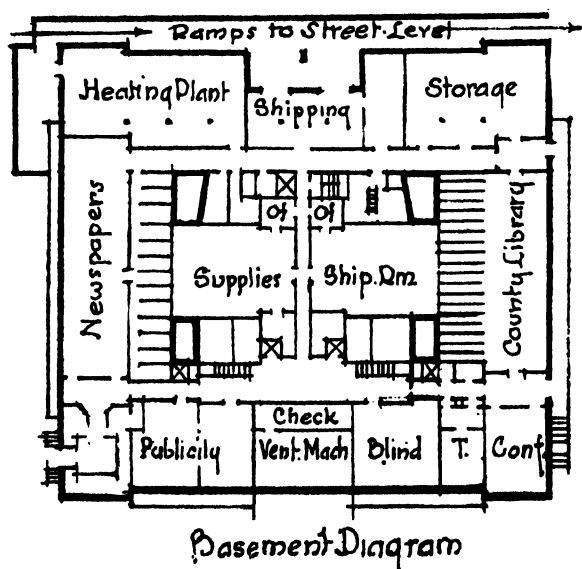 Ramps to Street Level
Heating Plant
Shipping
Storage
Newspapers
Of
Of
County Library
Supplies
Ship. Rm
Check
Publicity
Vent. Mach
Blind
T.
Conf.
Basement Diagram